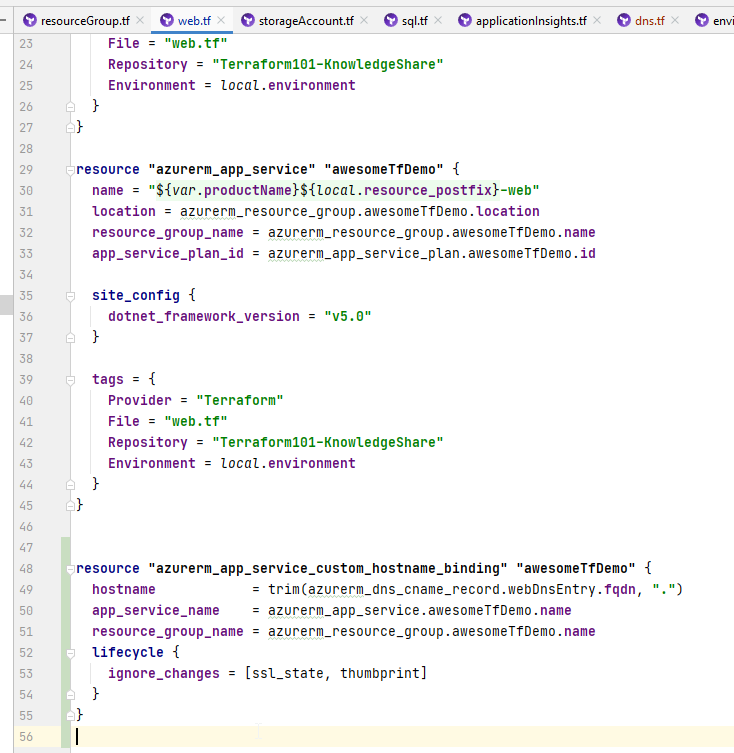 resourceGroup.tf web.tf storageAccount.tf sql.tf applicationInsights.tf dns.tf envi
23 File = "web.tf"
24 Repository = "Terraform101-KnowledgeShare"
25 Environment = local.environment
26 }
27 }
28
29 resource "azurerm_app_service" "awesomeTfDemo" {
30 name = "${var.productName}${local.resource_postfix}-web"
31 location = azurerm_resource_group.awesomeTfDemo.location
32 resource_group_name = azurerm_resource_group.awesomeTfDemo.name
33 app_service_plan_id = azurerm_app_service_plan.awesomeTfDemo.id
34
35 site_config {
36 dotnet_framework_version = "v5.0"
37 }
38
39 tags = {
40 Provider = "Terraform"
41 File = "web.tf"
42 Repository = "Terraform101-KnowledgeShare"
43 Environment = local.environment
44 }
45 }
46
47
48 resource "azurerm_app_service_custom_hostname_binding" "awesomeTfDemo" {
49 hostname = trim(azurerm_dns_cname_record.webDnsEntry.fqdn, ".")
50 app_service_name = azurerm_app_service.awesomeTfDemo.name
51 resource_group_name = azurerm_resource_group.awesomeTfDemo.name
52 lifecycle {
53 ignore_changes = [ssl_state, thumbprint]
54 }
55 }
56